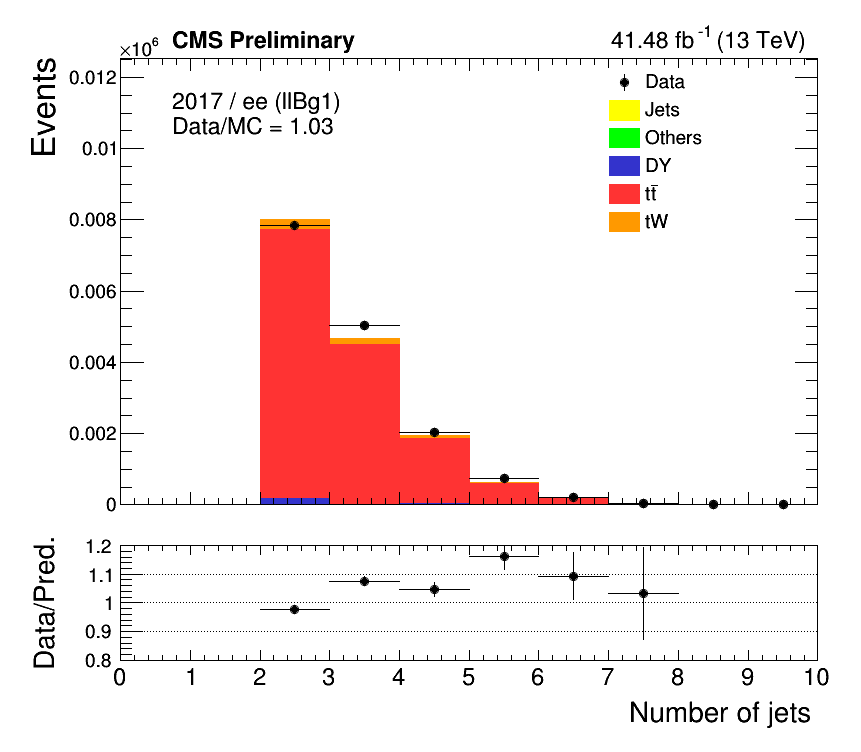 ×10⁶ CMS Preliminary 41.48 fb⁻¹ (13 TeV)
Events
0.012
0.01
0.008
0.006
0.004
0.002
0
2017 / ee (llBg1)
Data/MC = 1.03
Data
Jets
Others
DY
tt̄
tW
Data/Pred.
1.2
1.1
1
0.9
0.8
0 1 2 3 4 5 6 7 8 9 10
Number of jets